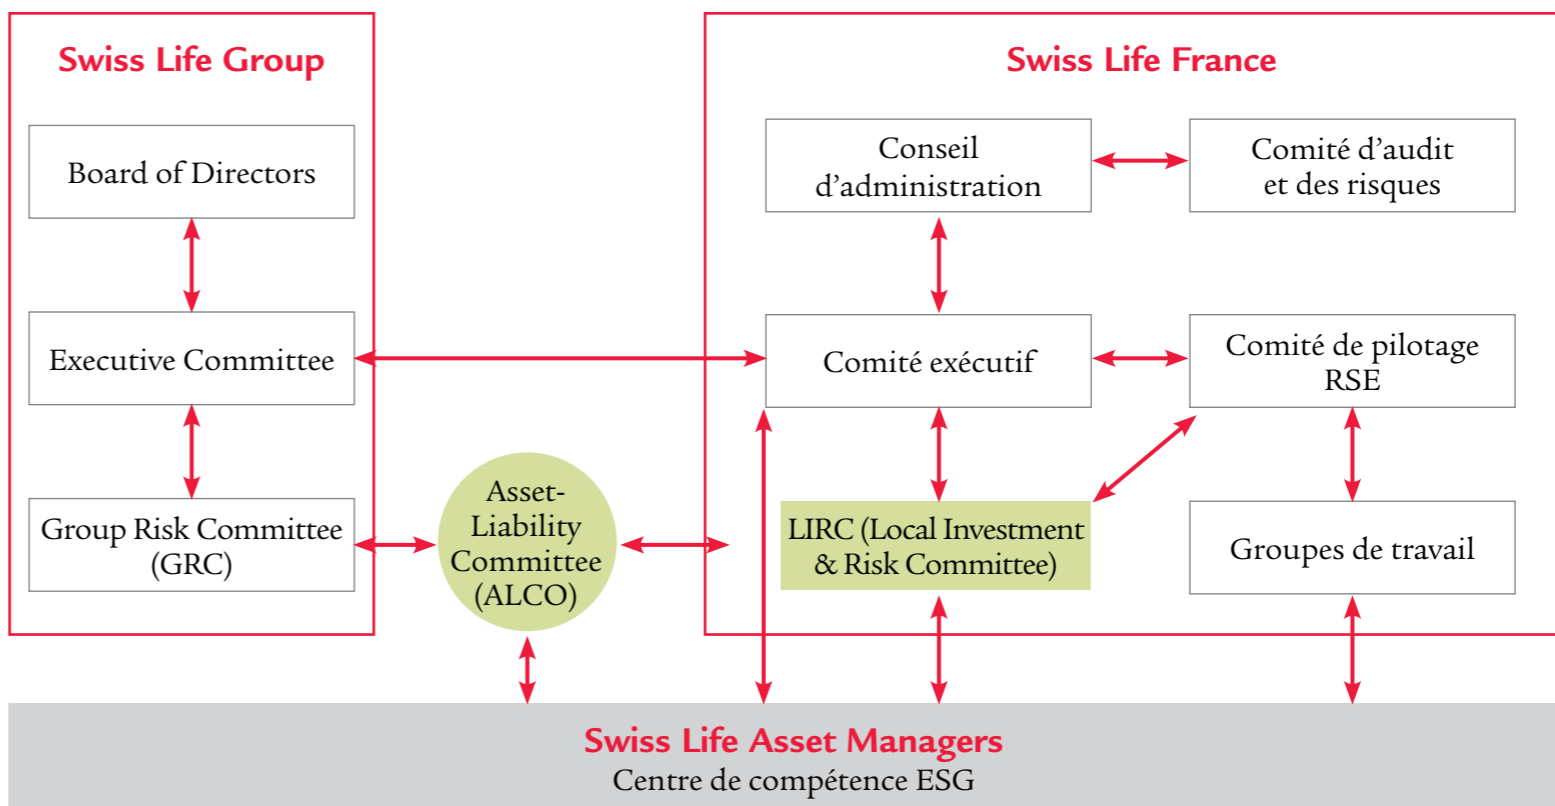 Swiss Life Group
Board of Directors
Executive Committee
Group Risk Committee
(GRC)
Asset-
Liability
Committee
(ALCO)
Swiss Life France
Conseil
d’administration
Comité d’audit
et des risques
Comité exécutif
Comité de pilotage
RSE
LIRC (Local Investment
& Risk Committee)
Groupes de travail
Swiss Life Asset Managers
Centre de compétence ESG